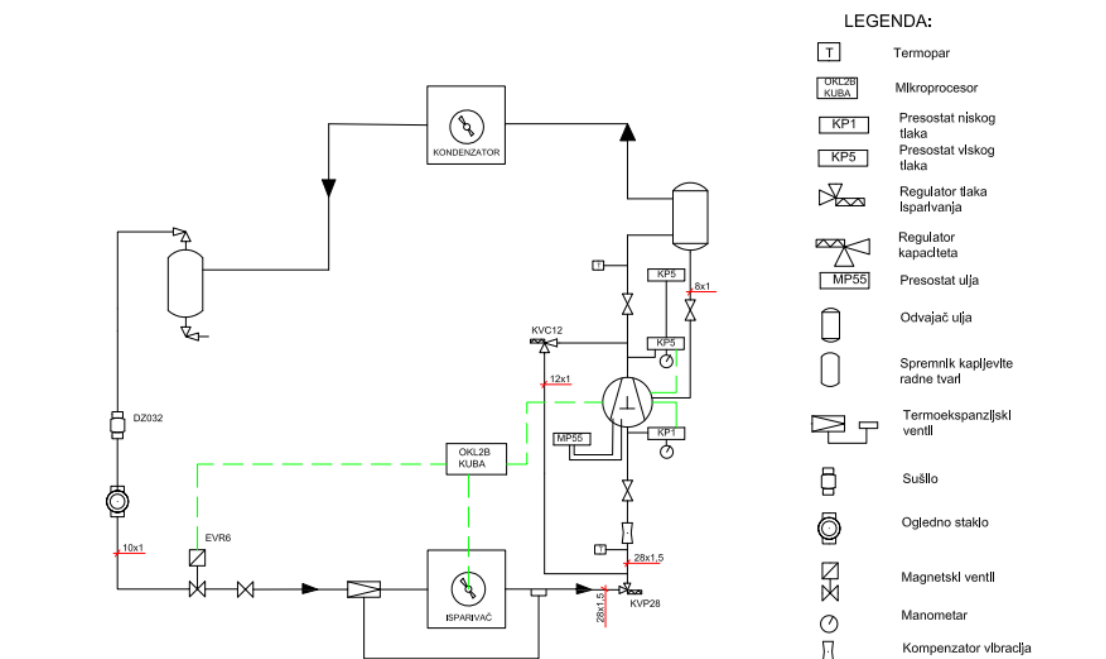 LEGENDA:
T
Termopar
OKL2B
KUBA
Mikroprocesor
KP1
Presostat niskog
tlaka
KP5
Presostat viskog
tlaka
Regulator tlaka
Isparivanja
Regulator
kapaciteta
MP55
Presostat ulja
Odvajač ulja
Spremnik kapljevite
radne tvari
Termoekspanzijski
ventil
Sušilo
Ogledno staklo
Magnetski ventil
Manometar
Kompenzator vibracija
KONDENZATOR
T
KP5
8x1
KVC12
KP5
12x1
DZ032
MP55
KP1
OKL2B
KUBA
EVR6
10x1
T
28x1,5
28x1,5
KVP28
ISPARIVAČ